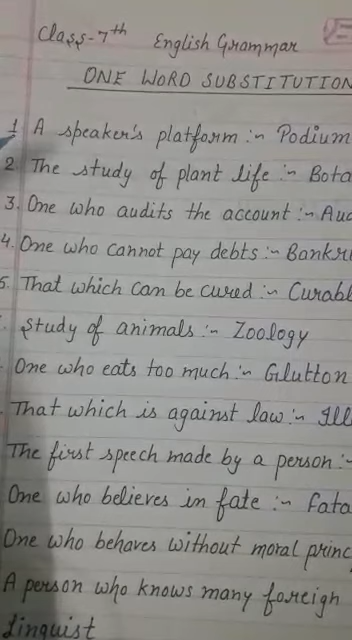 Class-7th English Grammar
ONE WORD SUBSTITUTION
1. A speaker's platform :- Podium
2. The study of plant life :- Bota
3. One who audits the account :- Aud
4. One who cannot pay debts :- Bankru
5. That which can be cured :- Curabl
study of animals :- Zoology
One who eats too much :- Glutton
That which is against law :- Ill
The first speech made by a person :-
One who believes in fate :- Fata
One who behaves without moral princ
A person who knows many foreign
Linguist